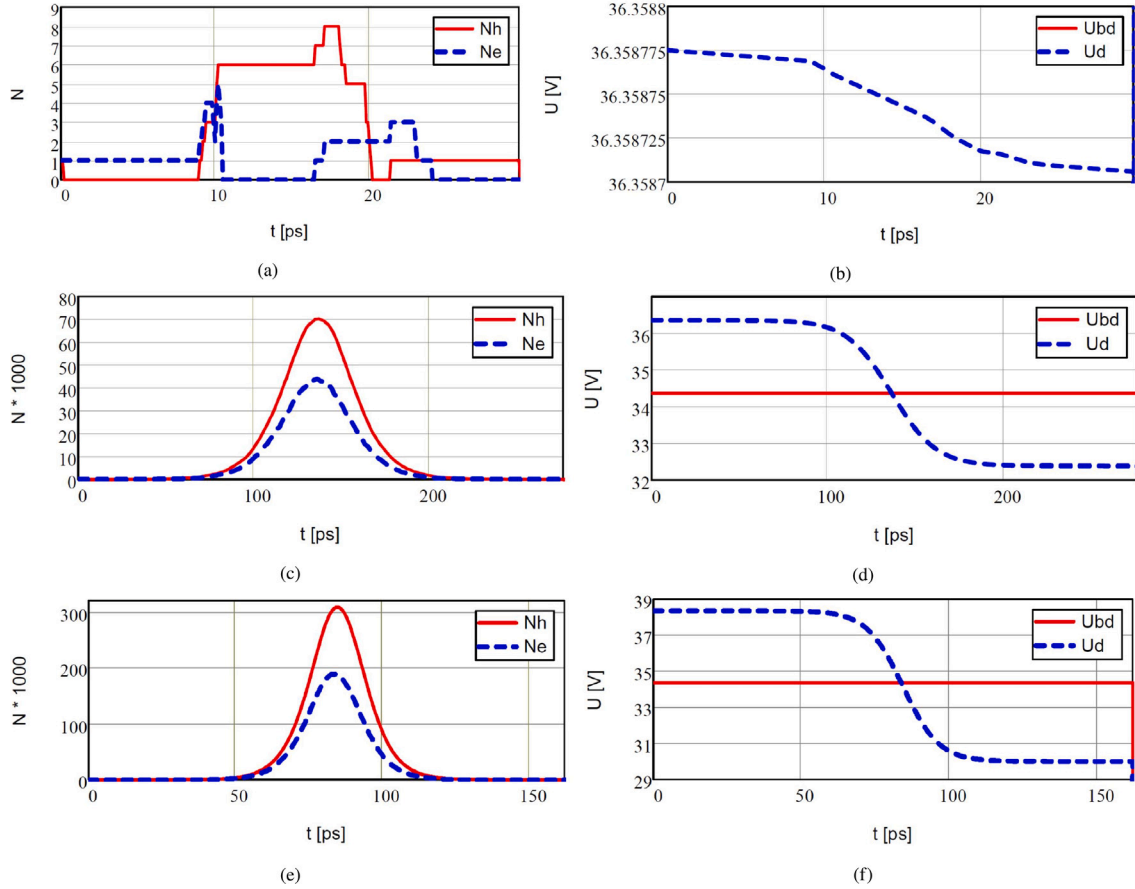 9
8
7
6
5
4
3
2
1
0
N
Nh
Ne
0
10
20
t [ps]
(a)
36.3588
36.358775
36.35875
36.358725
36.3587
U [V]
Ubd
Ud
0
10
20
t [ps]
(b)
80
70
60
50
40
30
20
10
0
N * 1000
Nh
Ne
0
100
200
t [ps]
(c)
36
35
34
33
32
U [V]
Ubd
Ud
0
100
200
t [ps]
(d)
300
200
100
0
N * 1000
Nh
Ne
0
50
100
150
t [ps]
(e)
39
37
35
33
31
29
U [V]
Ubd
Ud
0
50
100
150
t [ps]
(f)